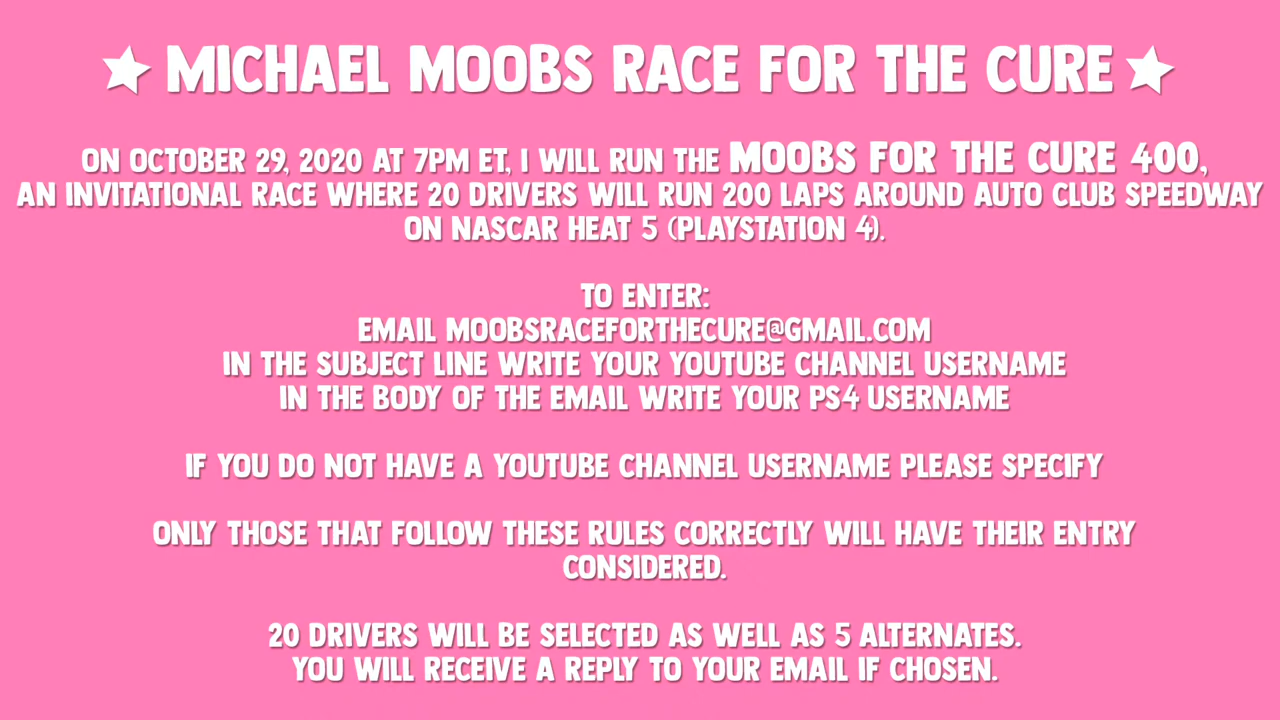 ★ MICHAEL MOOBS RACE FOR THE CURE ★
ON OCTOBER 29, 2020 AT 7PM ET, I WILL RUN THE MOOBS FOR THE CURE 400,
AN INVITATIONAL RACE WHERE 20 DRIVERS WILL RUN 200 LAPS AROUND AUTO CLUB SPEEDWAY
ON NASCAR HEAT 5 (PLAYSTATION 4).
TO ENTER:
EMAIL MOOBSRACEFORTHECURE@GMAIL.COM
IN THE SUBJECT LINE WRITE YOUR YOUTUBE CHANNEL USERNAME
IN THE BODY OF THE EMAIL WRITE YOUR PS4 USERNAME
IF YOU DO NOT HAVE A YOUTUBE CHANNEL USERNAME PLEASE SPECIFY
ONLY THOSE THAT FOLLOW THESE RULES CORRECTLY WILL HAVE THEIR ENTRY
CONSIDERED.
20 DRIVERS WILL BE SELECTED AS WELL AS 5 ALTERNATES.
YOU WILL RECEIVE A REPLY TO YOUR EMAIL IF CHOSEN.